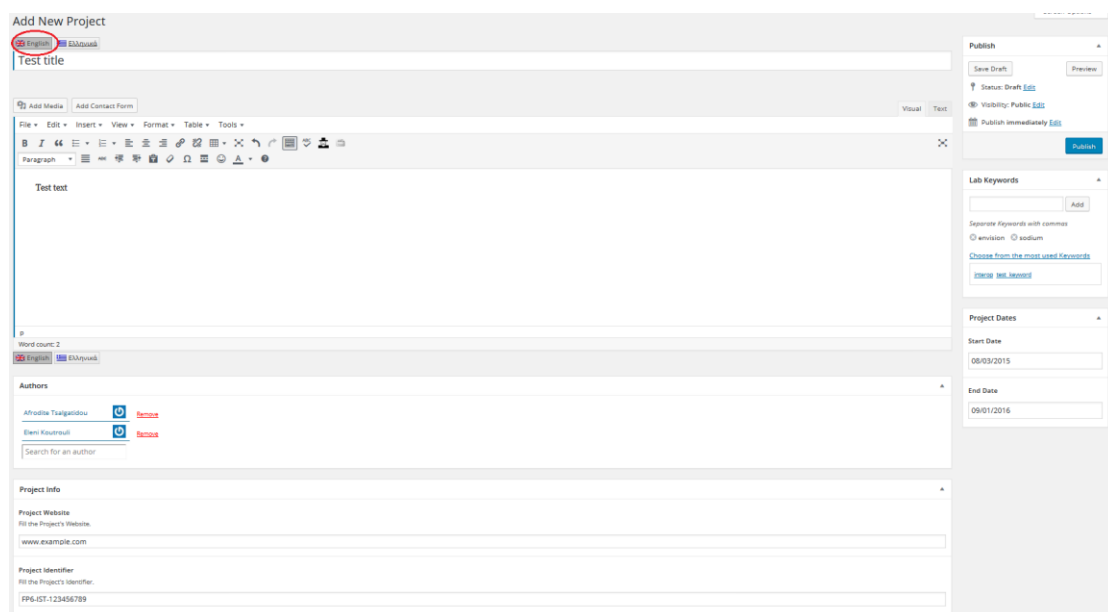 Add New Project
English Ελληνικά
Test title
Add Media Add Contact Form
Visual Text
File Edit Insert View Format Table Tools
Paragraph
Test text
p
Word count: 2
English Ελληνικά
Authors
Afrodite Tsalgatidou Remove
Eleni Koutrouli Remove
Search for an author
Project Info
Project Website
Fill the Project's Website.
www.example.com
Project Identifier
Fill the Project's Identifier.
FP6-IST-123456789
Publish
Save Draft Preview
Status: Draft Edit
Visibility: Public Edit
Publish immediately Edit
Publish
Lab Keywords
Add
Separate Keywords with commas
envision sodium
Choose from the most used Keywords
interop test_keyword
Project Dates
Start Date
08/03/2015
End Date
09/01/2016